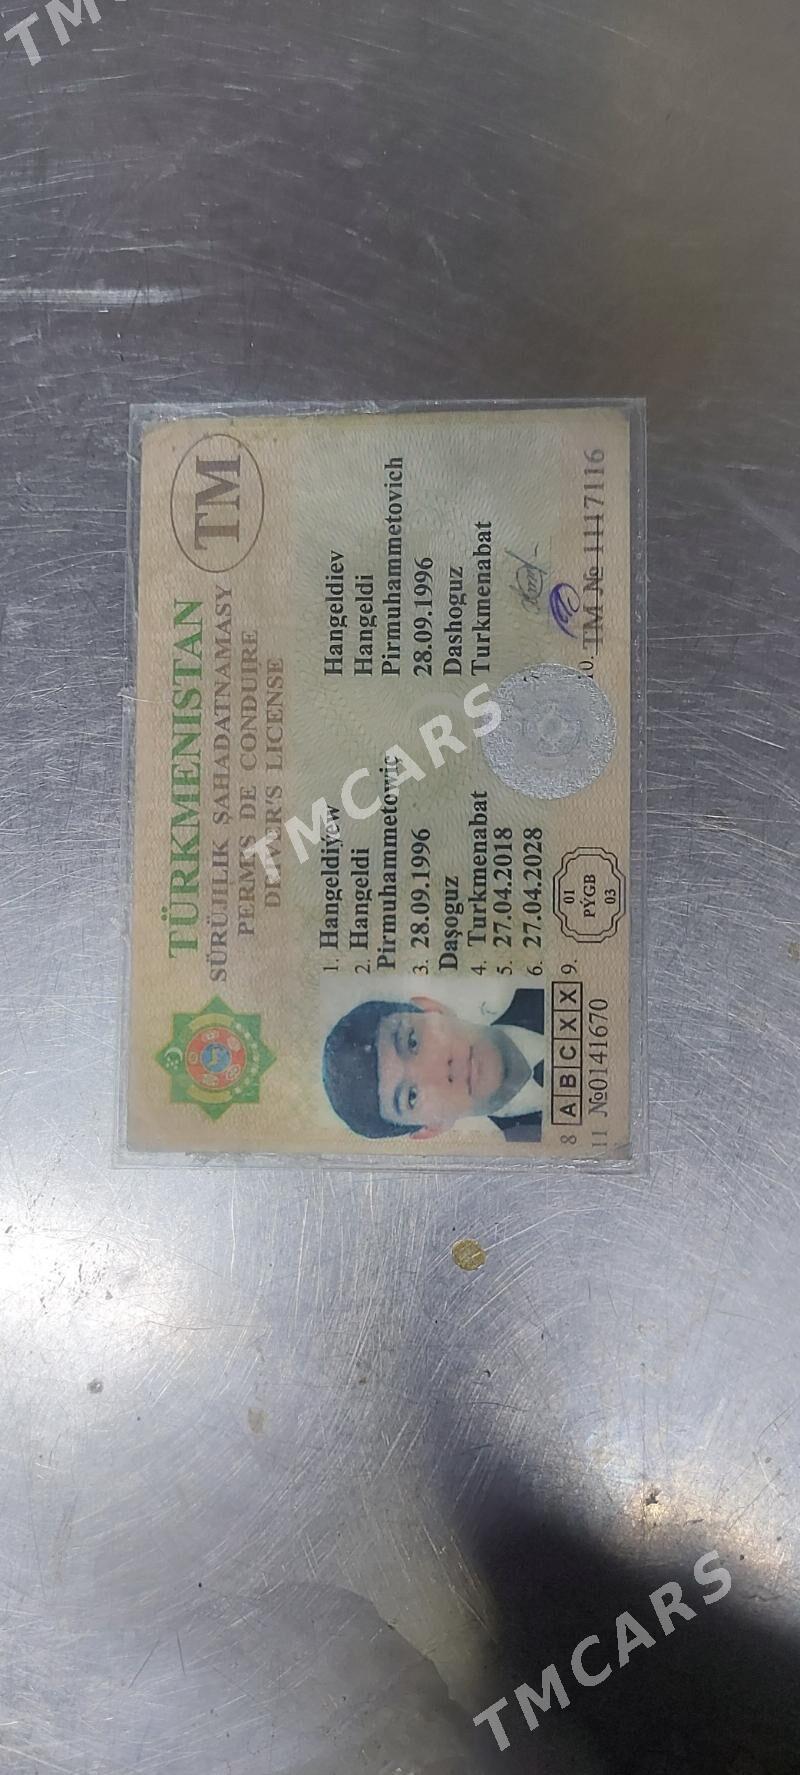 TÜRKMENISTAN
SÜRÜJILIK ŞAHADATNAMASY
PERMIS DE CONDUIRE
DRIVER'S LICENSE
TM
1. Hangeldiýew Hangeldiev
2. Hangeldi Hangeldi
Pirmuhammetowiç Pirmuhammetovich
3. 28.09.1996 28.09.1996
Daşoguz Dashoguz
4. Turkmenabat Turkmenabat
5. 27.04.2018
6. 27.04.2028
8 A B C X X 9. 01 PÝGB 03
10. TM № 1117116
11 №0141670
TMCARS
TMCARS